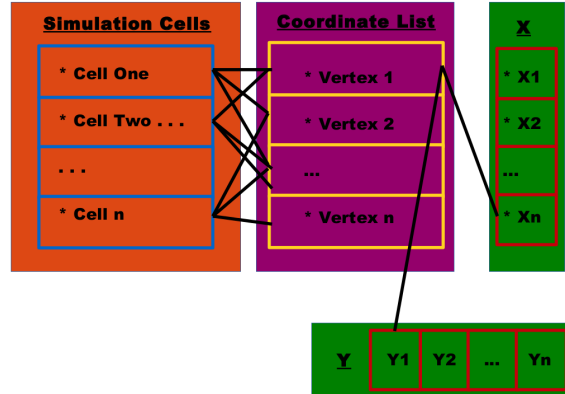 Simulation Cells
* Cell One
* Cell Two . . .
. . .
* Cell n
Coordinate List
* Vertex 1
* Vertex 2
...
* Vertex n
X
* X1
* X2
...
* Xn
Y Y1 Y2 ... Yn